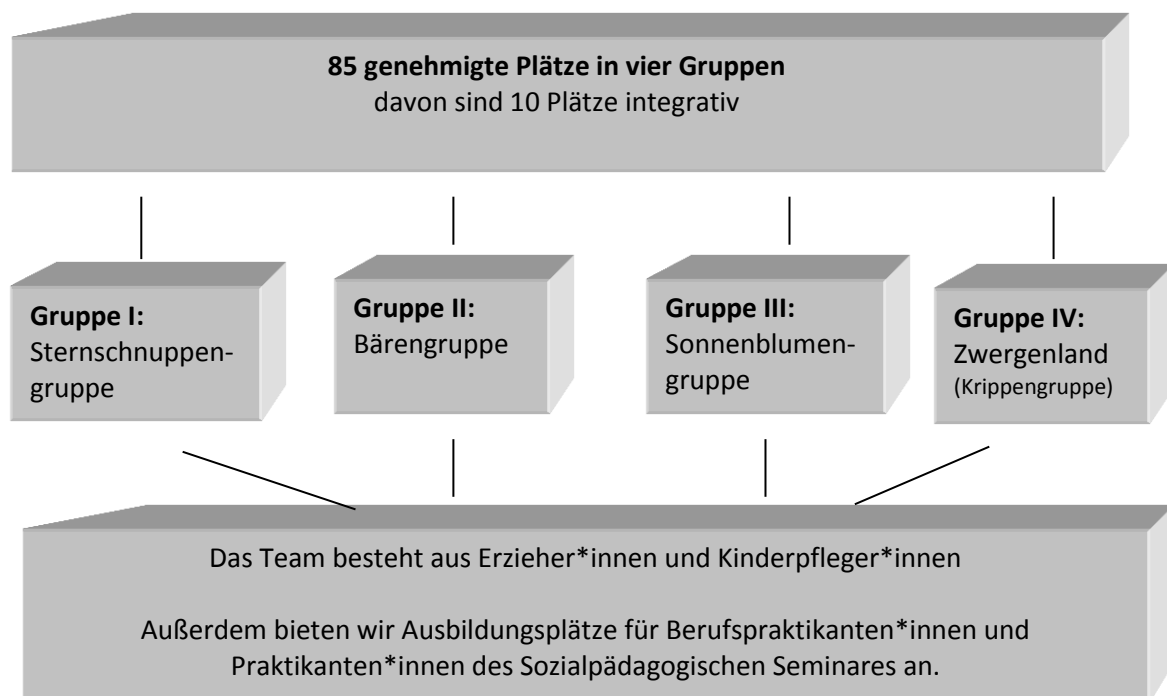 85 genehmigte Plätze in vier Gruppen
davon sind 10 Plätze integrativ
Gruppe I:
Sternschnuppen-
gruppe
Gruppe II:
Bärengruppe
Gruppe III:
Sonnenblumen-
gruppe
Gruppe IV:
Zwergenland
(Krippengruppe)
Das Team besteht aus Erzieher*innen und Kinderpfleger*innen
Außerdem bieten wir Ausbildungsplätze für Berufspraktikanten*innen und
Praktikanten*innen des Sozialpädagogischen Seminares an.